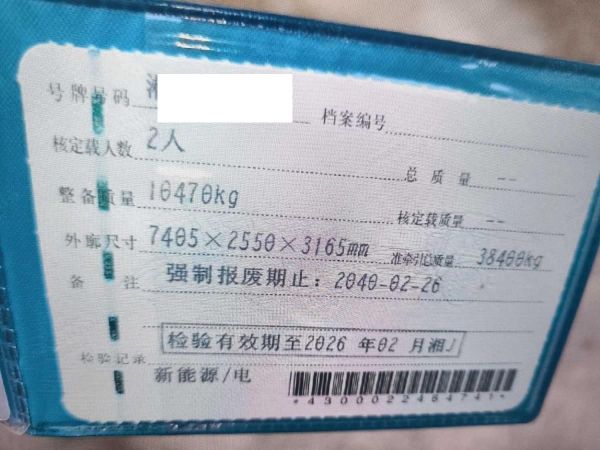 号牌号码 湘 档案编号
核定载人数 2人 总质量 --
整备质量 10470kg 核定载质量 --
外廓尺寸 7405×2550×3165mm 准牵引总质量 38400kg
备注 强制报废期止：2040-02-26
检验有效期至2026 年02 月湘J
检验记录
新能源/电
*4300022484741*